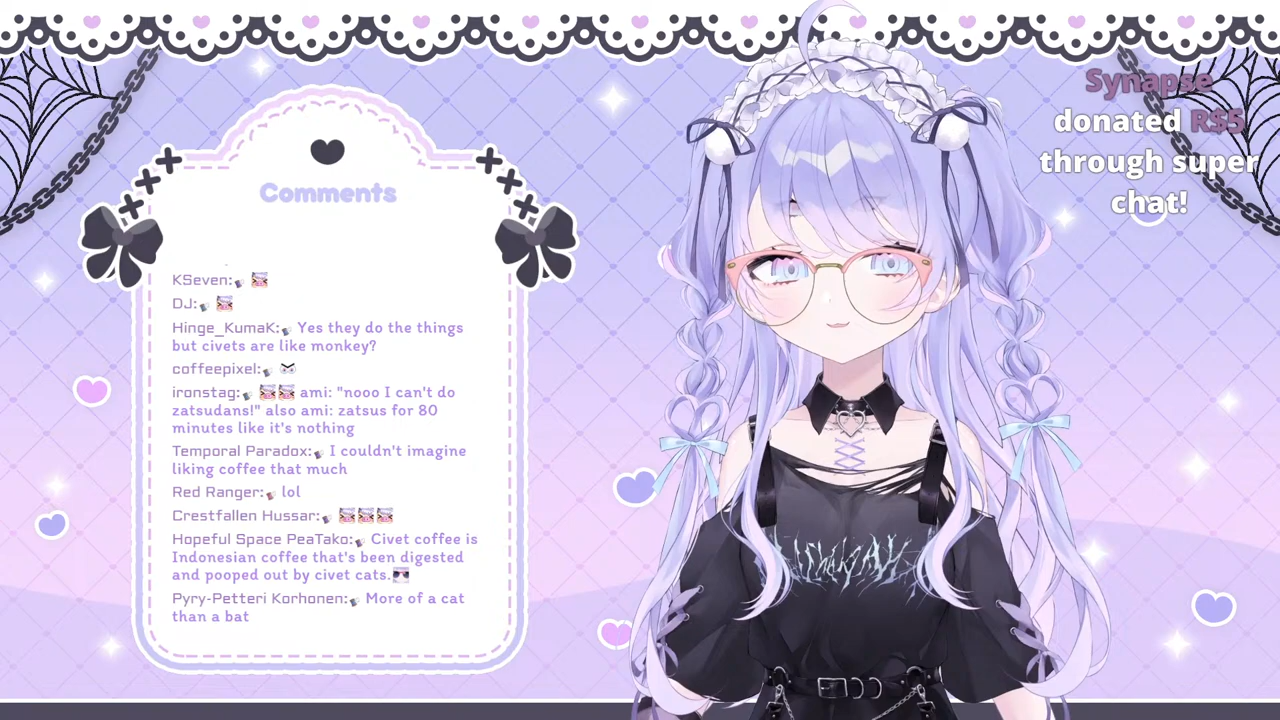 Comments
KSeven:
DJ:
Hinge_KumaK: Yes they do the things
but civets are like monkey?
coffeepixel:
ironstag: ami: "nooo I can't do
zatsudans!" also ami: zatsus for 80
minutes like it's nothing
Temporal Paradox: I couldn't imagine
liking coffee that much
Red Ranger: lol
Crestfallen Hussar:
Hopeful Space PeaTako: Civet coffee is
Indonesian coffee that's been digested
and pooped out by civet cats.
Pyry-Petteri Korhonen: More of a cat
than a bat
Synapse
donated R$5
through super
chat!